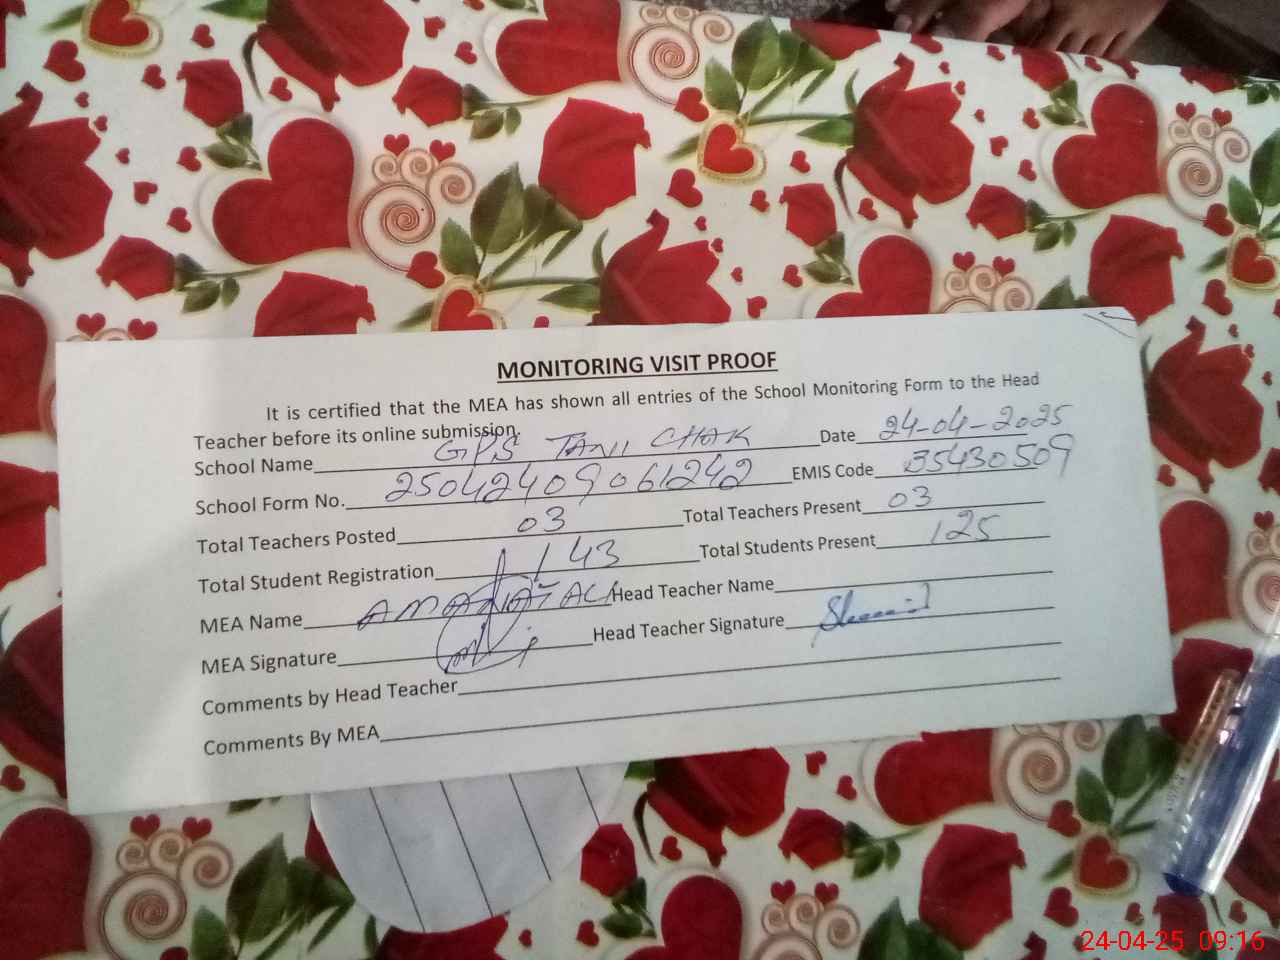 MONITORING VISIT PROOF
It is certified that the MEA has shown all entries of the School Monitoring Form to the Head
Teacher before its online submission.
School Name GPS TANII CHAK Date 24-04-2025
School Form No. 25042409061242 EMIS Code 35430509
Total Teachers Posted 03 Total Teachers Present 03
Total Student Registration 143 Total Students Present 125
MEA Name AMANAT ALI Head Teacher Name
MEA Signature Head Teacher Signature
Comments by Head Teacher
Comments By MEA
24-04-25 09:16